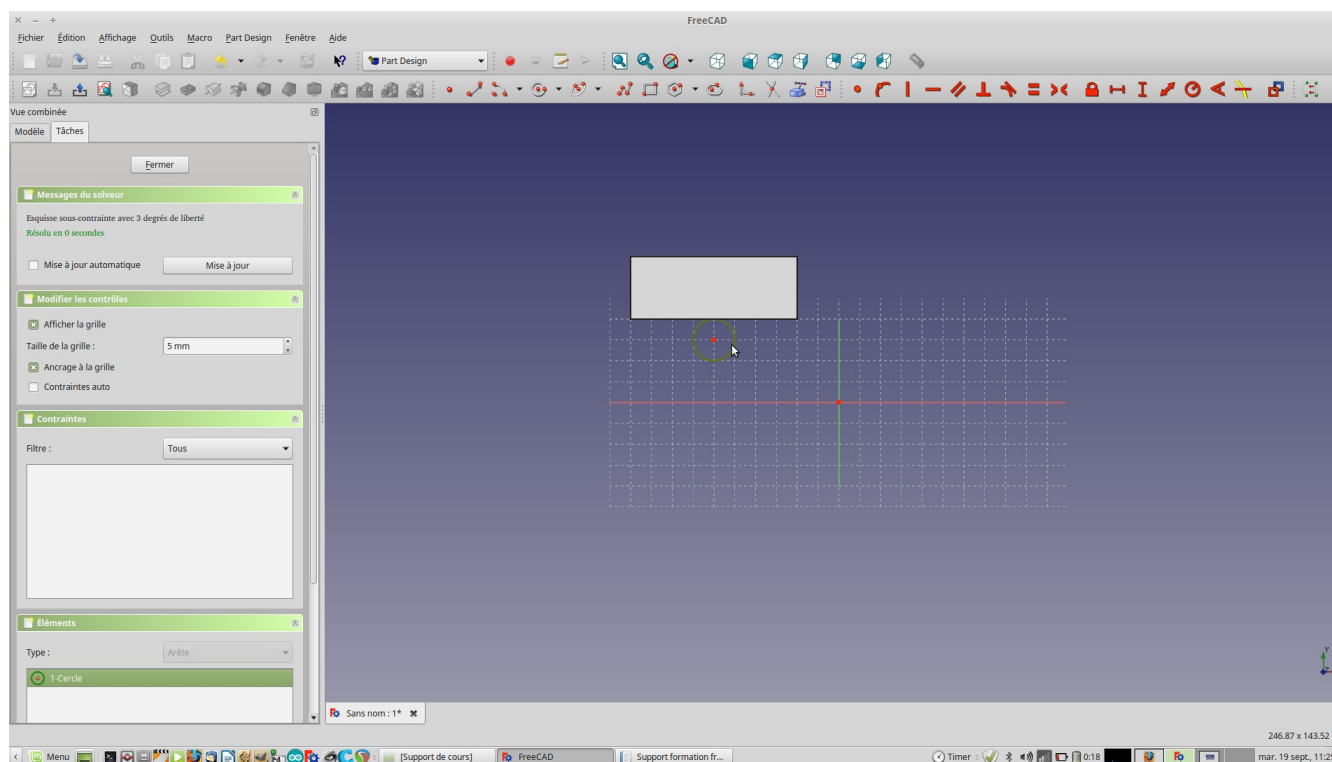 FreeCAD
Fichier Édition Affichage Outils Macro Part Design Fenêtre Aide
Part Design
Vue combinée
Modèle Tâches
Fermer
Messages du solveur
Esquisse sous-contrainte avec 3 degrés de liberté
Résolu en 0 secondes
Mise à jour automatique Mise à jour
Modifier les contrôles
Afficher la grille
Taille de la grille : 5 mm
Ancrage à la grille
Contraintes auto
Contraintes
Filtre : Tous
Éléments
Type : Arête
1-Cercle
Y
Sans nom : 1*
246.87 x 143.52
Menu [Support de cours] FreeCAD Support formation fr... Timer 0:18 mar. 19 sept., 11:2